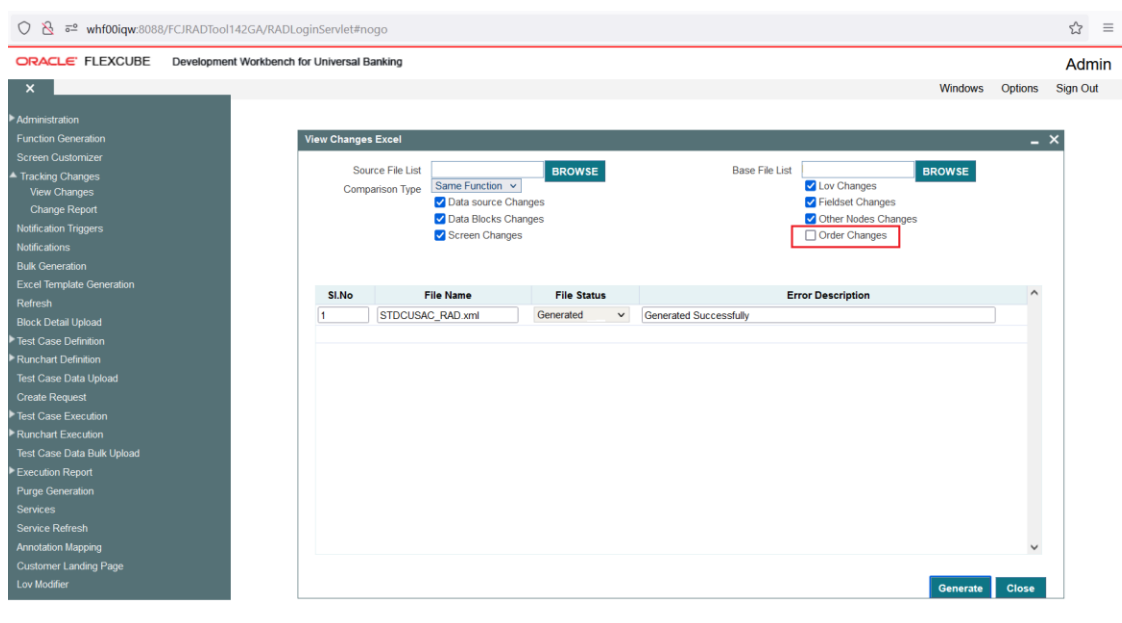 whf00iqw:8088/FCJRADTool142GA/RADLoginServlet#nogo
ORACLE FLEXCUBE Development Workbench for Universal Banking
Admin
X
Windows Options Sign Out
Administration
Function Generation
Screen Customizer
Tracking Changes
View Changes
Change Report
Notification Triggers
Notifications
Bulk Generation
Excel Template Generation
Refresh
Block Detail Upload
Test Case Definition
Runchart Definition
Test Case Data Upload
Create Request
Test Case Execution
Runchart Execution
Test Case Data Bulk Upload
Execution Report
Purge Generation
Services
Service Refresh
Annotation Mapping
Customer Landing Page
Lov Modifier
View Changes Excel
Source File List BROWSE Base File List BROWSE
Comparison Type Same Function Lov Changes
Data source Changes Fieldset Changes
Data Blocks Changes Other Nodes Changes
Screen Changes Order Changes
Sl.No File Name File Status Error Description
1 STDCUSAC_RAD.xml Generated Generated Successfully
Generate Close